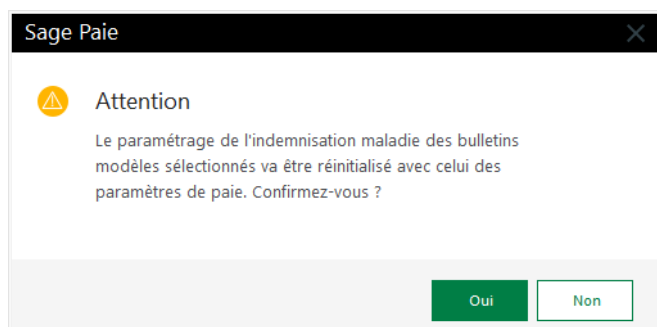 Sage Paie
Attention
Le paramétrage de l'indemnisation maladie des bulletins
modèles sélectionnés va être réinitialisé avec celui des
paramètres de paie. Confirmez-vous ?
Oui
Non